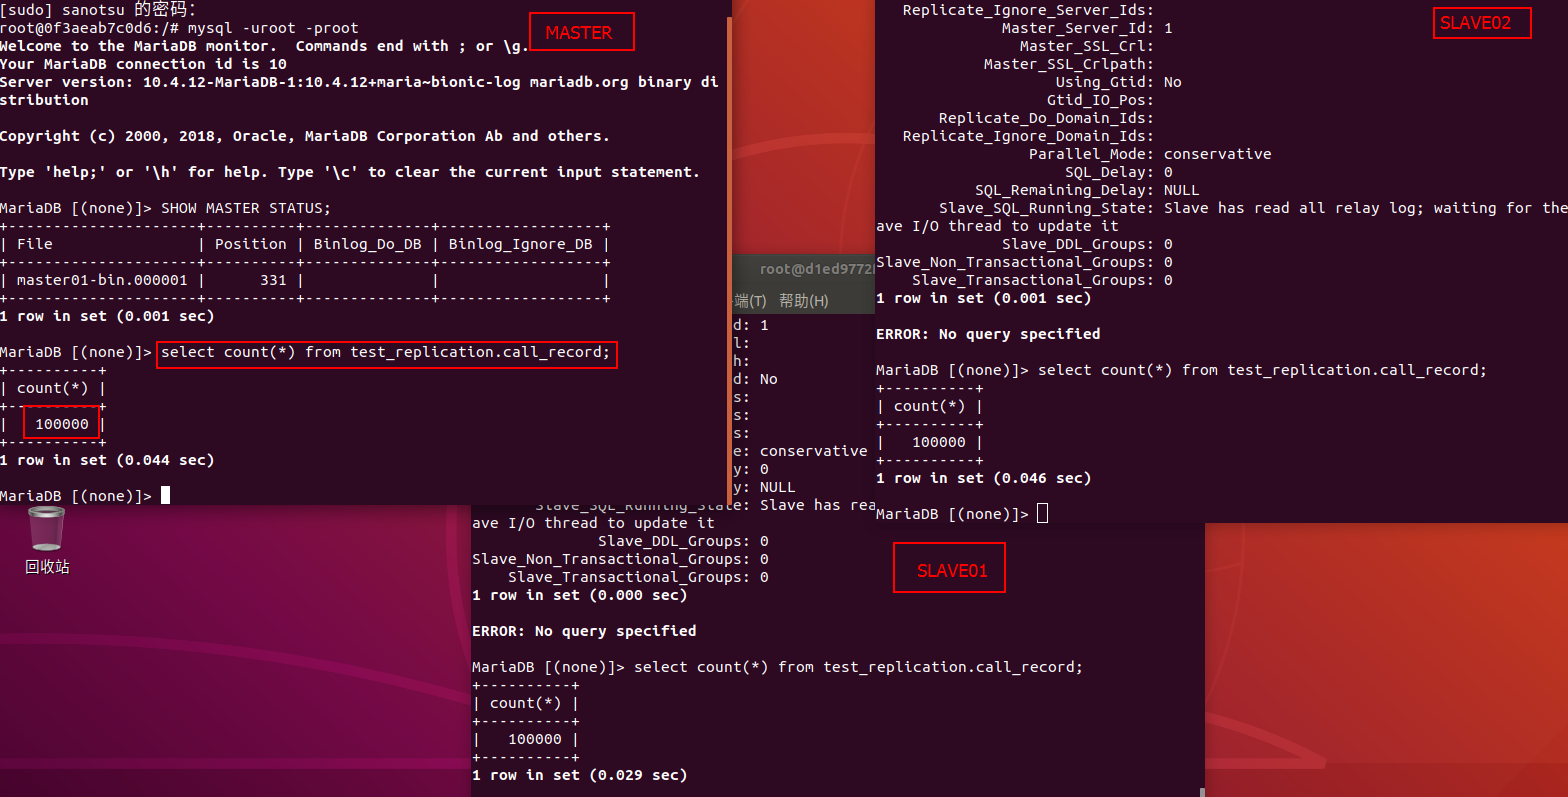 [sudo] sanotsu 的密码：
root@0f3aeab7c0d6:/# mysql -uroot -proot
Welcome to the MariaDB monitor.  Commands end with ; or \g.
Your MariaDB connection id is 10
Server version: 10.4.12-MariaDB-1:10.4.12+maria~bionic-log mariadb.org binary di
stribution
Copyright (c) 2000, 2018, Oracle, MariaDB Corporation Ab and others.
Type 'help;' or '\h' for help. Type '\c' to clear the current input statement.
MariaDB [(none)]> SHOW MASTER STATUS;
+---------------------+----------+--------------+------------------+
| File                | Position | Binlog_Do_DB | Binlog_Ignore_DB |
+---------------------+----------+--------------+------------------+
| master01-bin.000001 |      331 |              |                  |
+---------------------+----------+--------------+------------------+
1 row in set (0.001 sec)
MariaDB [(none)]> select count(*) from test_replication.call_record;
+----------+
| count(*) |
+----------+
|   100000 |
+----------+
1 row in set (0.044 sec)
MariaDB [(none)]>
MASTER
回收站
Replicate_Ignore_Server_Ids:
Master_Server_Id: 1
Master_SSL_Crl:
Master_SSL_Crlpath:
Using_Gtid: No
Gtid_IO_Pos:
Replicate_Do_Domain_Ids:
Replicate_Ignore_Domain_Ids:
Parallel_Mode: conservative
SQL_Delay: 0
SQL_Remaining_Delay: NULL
Slave_SQL_Running_State: Slave has read all relay log; waiting for the
ave I/O thread to update it
Slave_DDL_Groups: 0
Slave_Non_Transactional_Groups: 0
Slave_Transactional_Groups: 0
1 row in set (0.001 sec)
ERROR: No query specified
MariaDB [(none)]> select count(*) from test_replication.call_record;
+----------+
| count(*) |
+----------+
|   100000 |
+----------+
1 row in set (0.046 sec)
MariaDB [(none)]>
SLAVE02
root@d1ed9772
端(T) 帮助(H)
d: 1
l:
h:
d: No
s:
s:
s:
e: conservative
y: 0
y: NULL
Slave_SQL_Running_State: Slave has rea
ave I/O thread to update it
Slave_DDL_Groups: 0
Slave_Non_Transactional_Groups: 0
Slave_Transactional_Groups: 0
1 row in set (0.000 sec)
ERROR: No query specified
MariaDB [(none)]> select count(*) from test_replication.call_record;
+----------+
| count(*) |
+----------+
|   100000 |
+----------+
1 row in set (0.029 sec)
SLAVE01